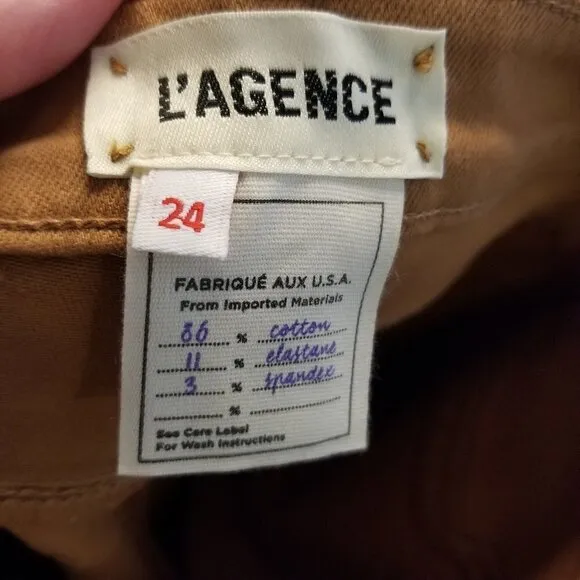 L'AGENCE
24
FABRIQUÉ AUX U.S.A.
From Imported Materials
86 % cotton
11 % elastane
3 % spandex
%
See Care Label
For Wash Instructions